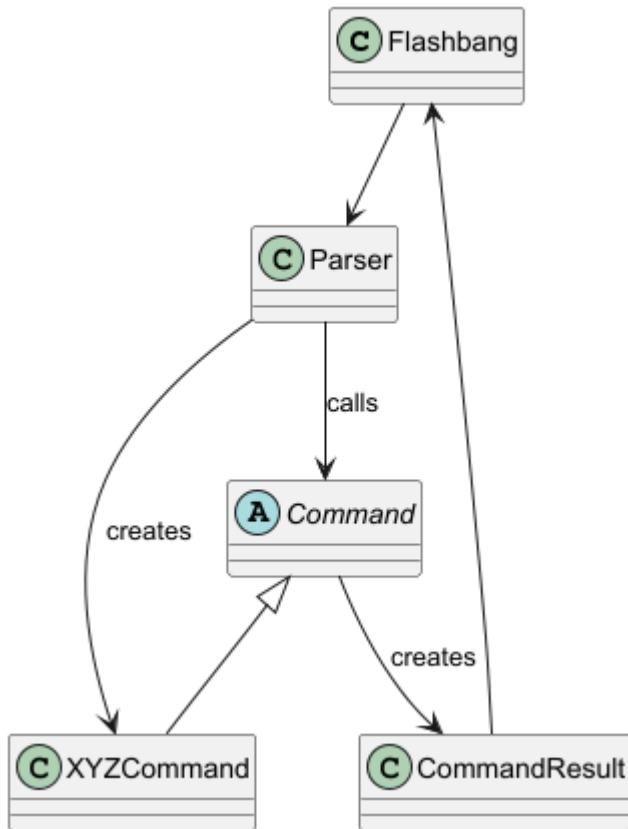 C Flashbang
C Parser
calls
creates
A Command
creates
C XYZCommand
C CommandResult